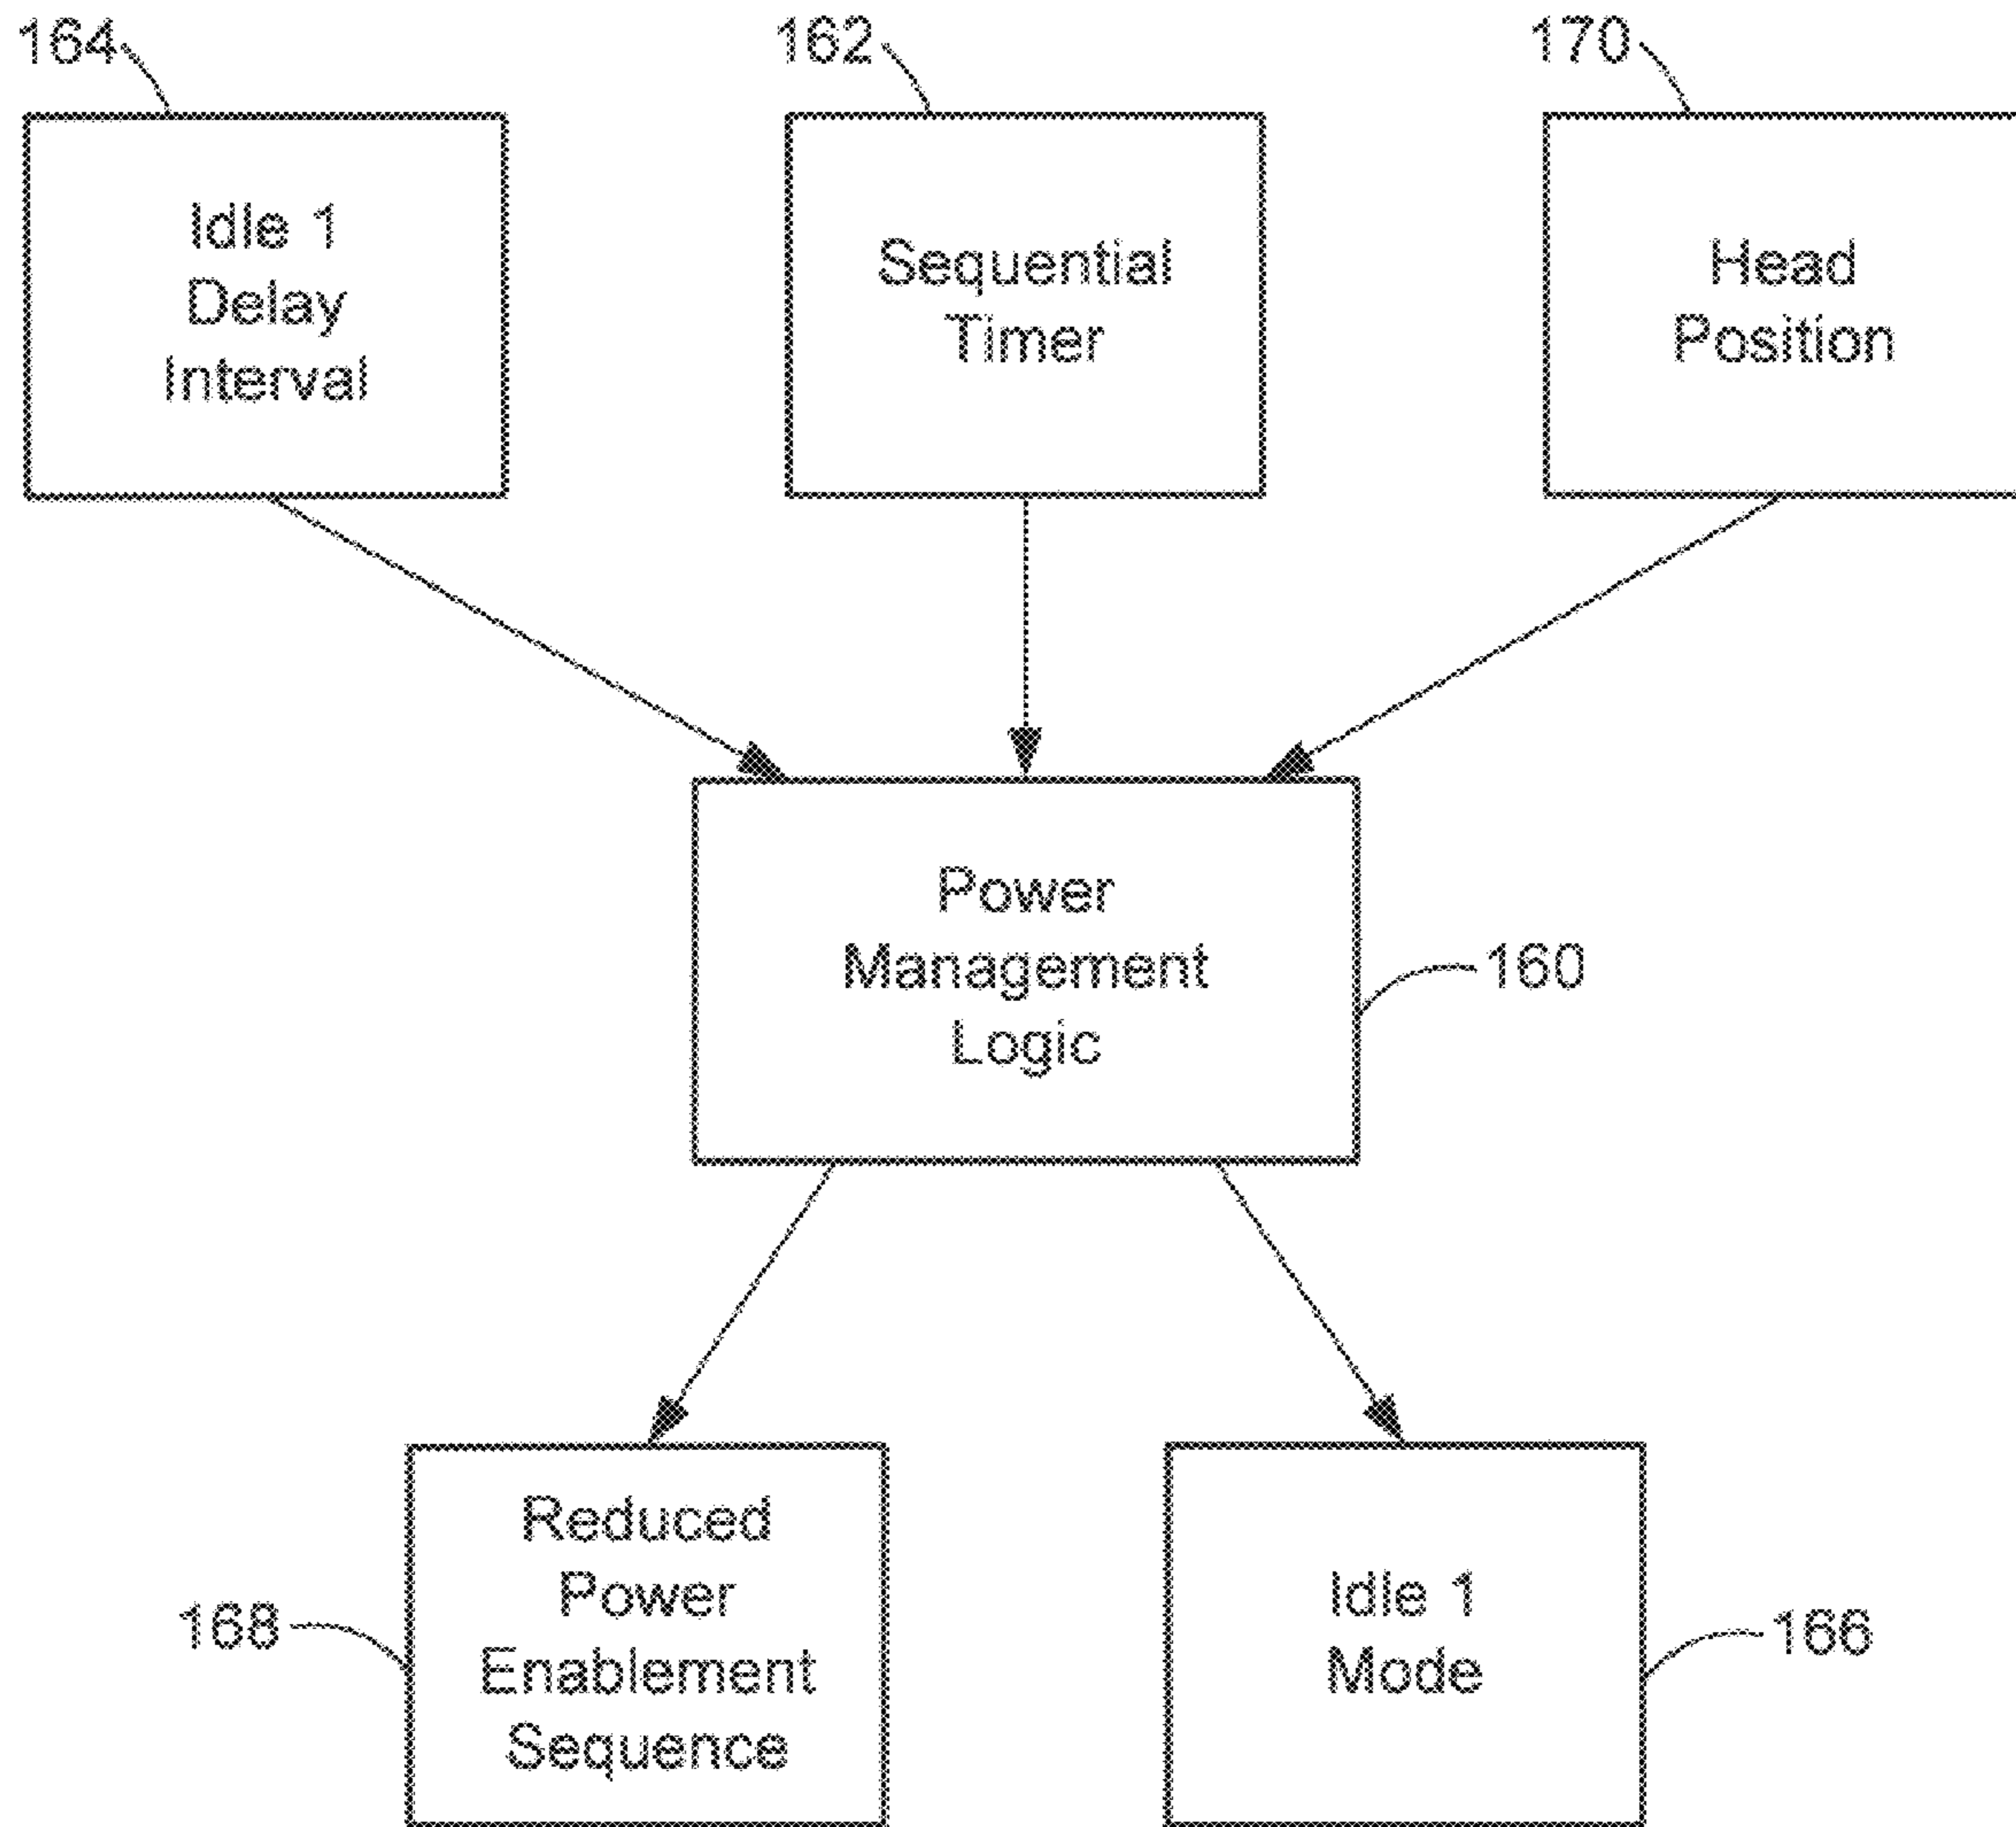 164
162
170
Idle 1
Delay
Interval
Sequential
Timer
Head
Position
Power
Management
Logic
160
Reduced
Power
Enablement
Sequence
168
Idle 1
Mode
166